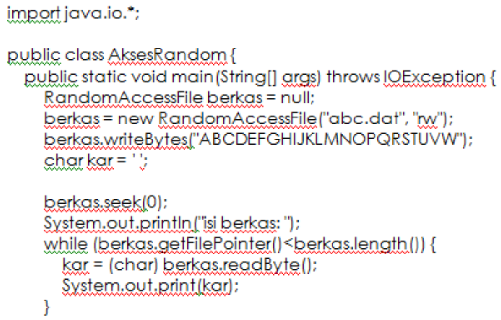 import java.io.*;
public class AksesRandom {
public static void main(String[] args) throws IOException {
RandomAccessFile berkas = null;
berkas = new RandomAccessFile("abc.dat", "rw");
berkas.writeBytes("ABCDEFGHIJKLMNOPQRSTUVW");
char kar = ' ';
berkas.seek(0);
System.out.println("isi berkas: ");
while (berkas.getFilePointer()<berkas.length()) {
kar = (char) berkas.readByte();
System.out.print(kar);
}